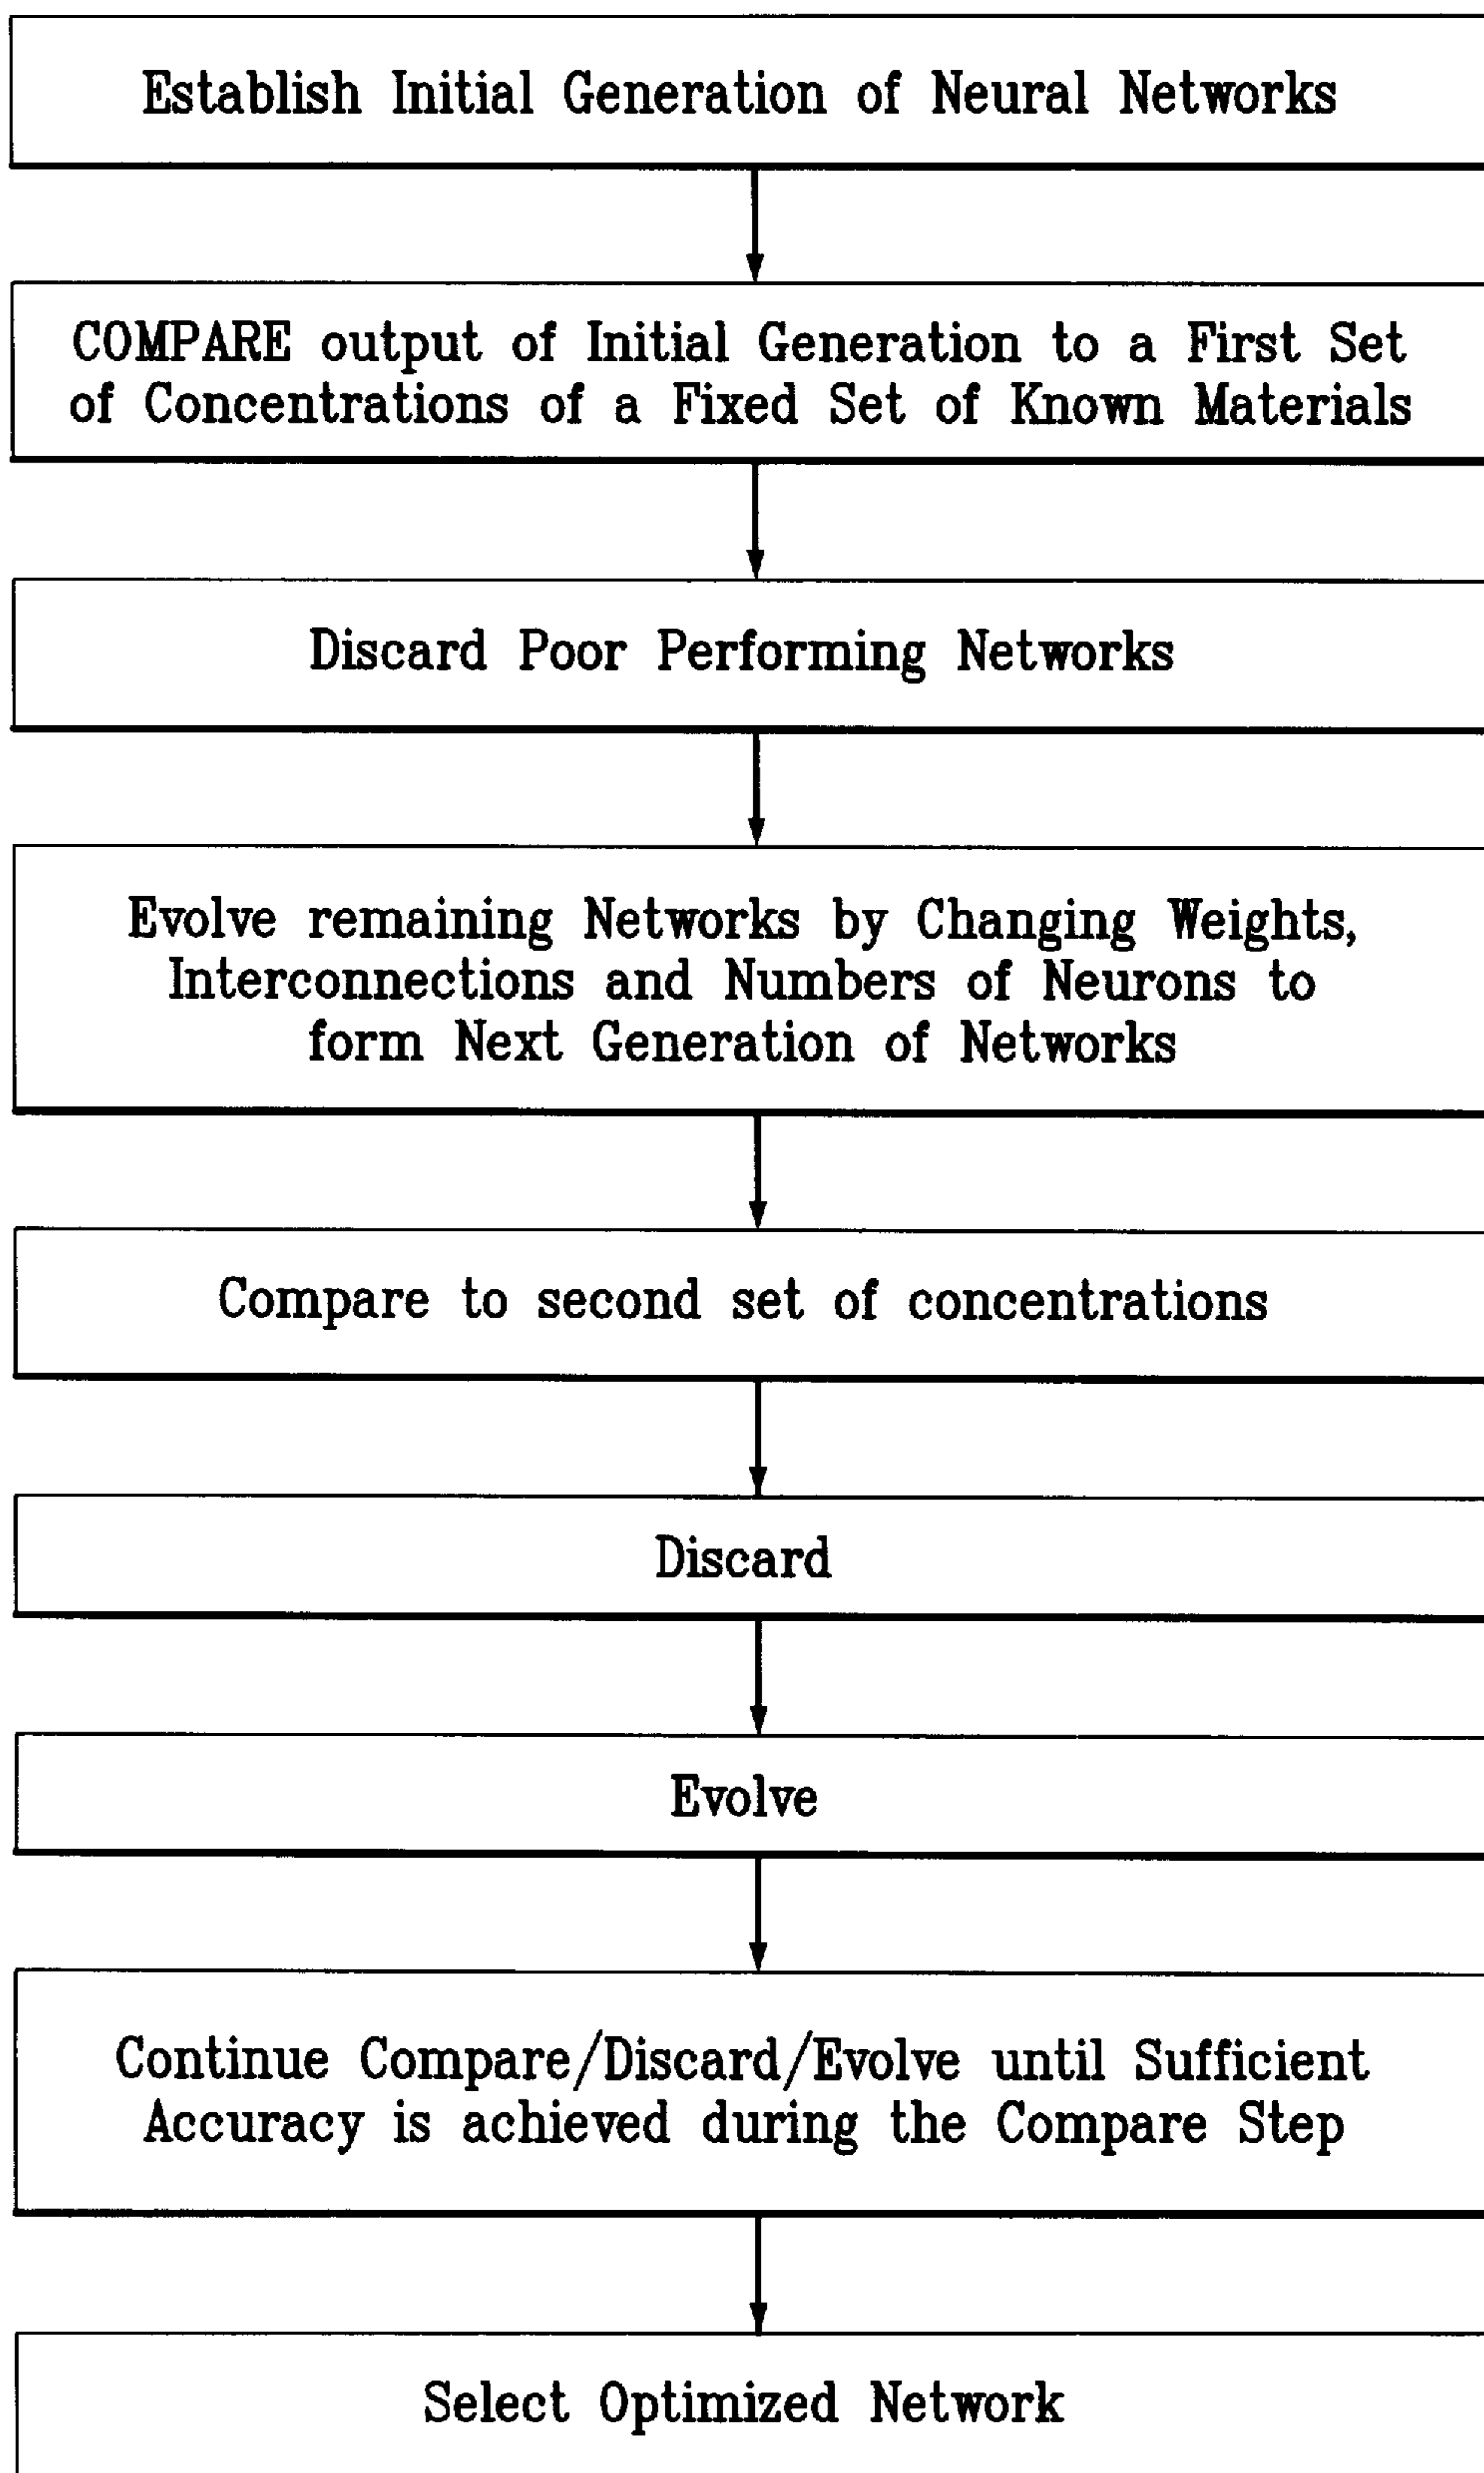 Establish Initial Generation of Neural Networks
COMPARE output of Initial Generation to a First Set
of Concentrations of a Fixed Set of Known Materials
Discard Poor Performing Networks
Evolve remaining Networks by Changing Weights,
Interconnections and Numbers of Neurons to
form Next Generation of Networks
Compare to second set of concentrations
Discard
Evolve
Continue Compare/Discard/Evolve until Sufficient
Accuracy is achieved during the Compare Step
Select Optimized Network